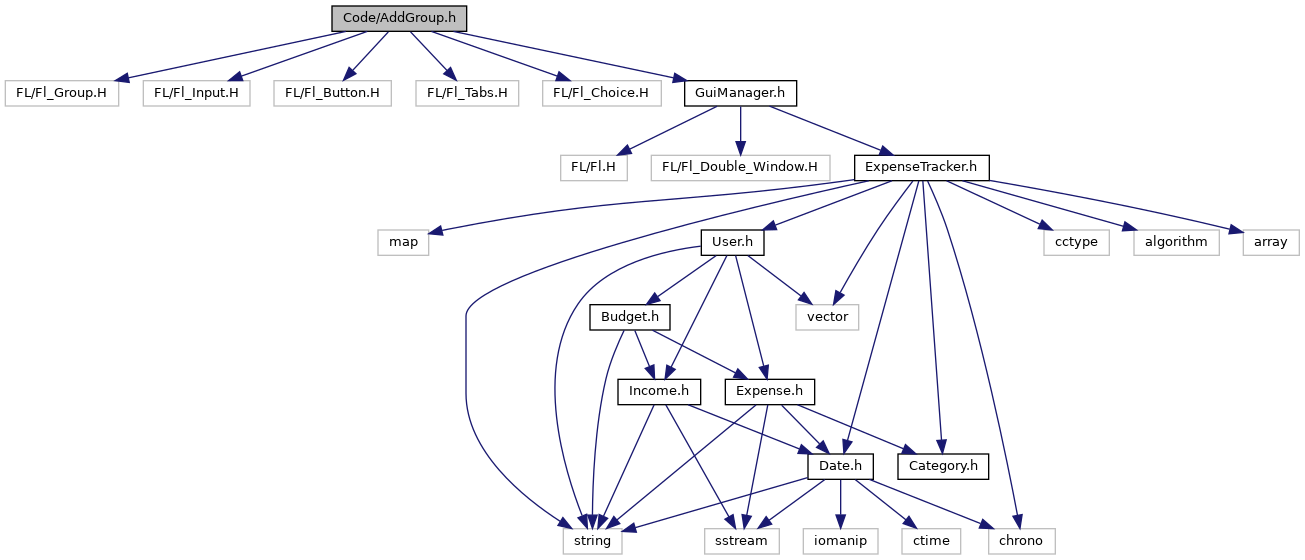 Code/AddGroup.h
FL/Fl_Group.H
FL/Fl_Input.H
FL/Fl_Button.H
FL/Fl_Tabs.H
FL/Fl_Choice.H
GuiManager.h
FL/Fl.H
FL/Fl_Double_Window.H
ExpenseTracker.h
map
User.h
cctype
algorithm
array
Budget.h
vector
Income.h
Expense.h
Date.h
Category.h
string
sstream
iomanip
ctime
chrono